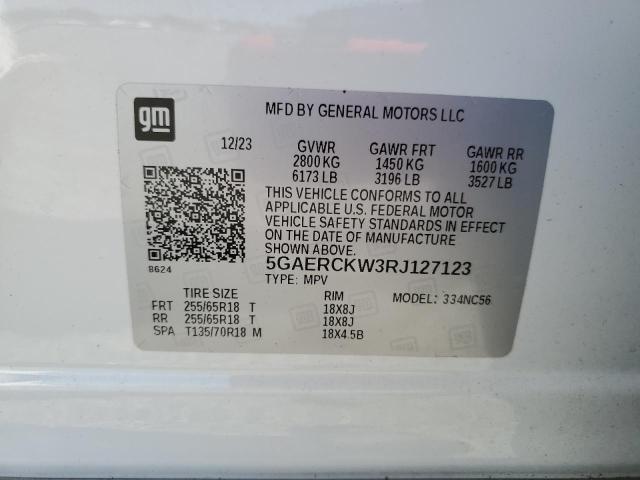 gm
MFD BY GENERAL MOTORS LLC
12/23 GVWR GAWR FRT GAWR RR
2800 KG 1450 KG 1600 KG
6173 LB 3196 LB 3527 LB
THIS VEHICLE CONFORMS TO ALL
APPLICABLE U.S. FEDERAL MOTOR
VEHICLE SAFETY STANDARDS IN EFFECT
ON THE DATE OF MANUFACTURE
SHOWN ABOVE.
8624
5GAERCKW3RJ127123
TYPE: MPV
TIRE SIZE RIM MODEL: 334NC56
FRT 255/65R18 T 18X8J
RR 255/65R18 T 18X8J
SPA T135/70R18 M 18X4.5B